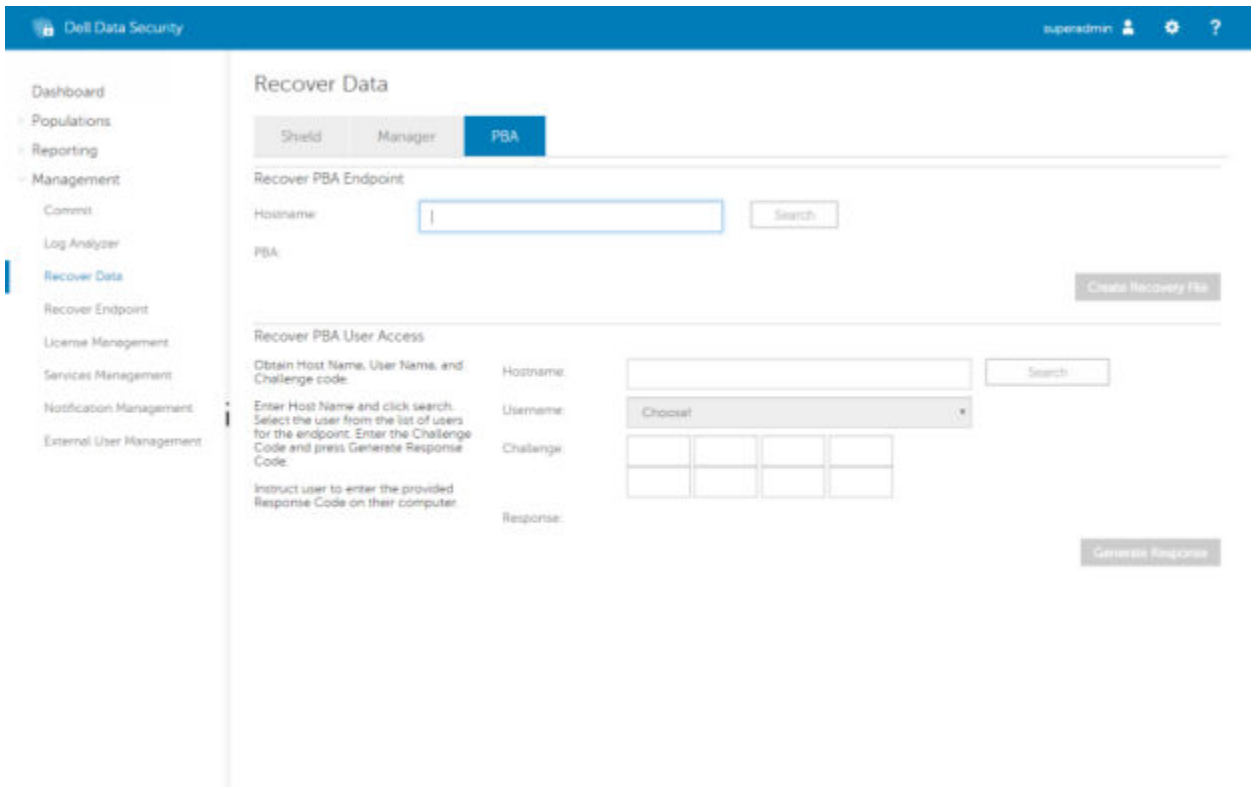 Dell Data Security
superadmin
?
Dashboard
Populations
Reporting
Management
Commit
Log Analyzer
Recover Data
Recover Endpoint
License Management
Services Management
Notification Management
External User Management
Recover Data
Shield
Manager
PBA
Recover PBA Endpoint
Hostname:
Search
PBA:
Create Recovery File
Recover PBA User Access
Obtain Host Name, User Name, and
Challenge code.
Enter Host Name and click search.
Select the user from the list of users
for the endpoint. Enter the Challenge
Code and press Generate Response
Code.
Instruct user to enter the provided
Response Code on their computer.
Hostname:
Search
Username:
Choose!
Challenge:
Response:
Generate Response